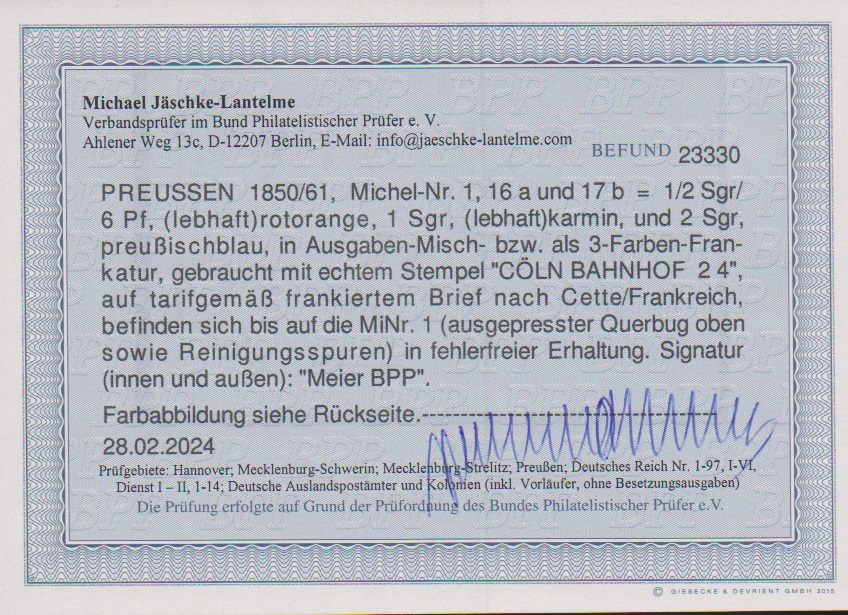 Michael Jäschke-Lantelme
Verbandsprüfer im Bund Philatelistischer Prüfer e. V.
Ahlener Weg 13c, D-12207 Berlin, E-Mail: info@jaeschke-lantelme.com
BEFUND 23330
PREUSSEN 1850/61, Michel-Nr. 1, 16 a und 17 b = 1/2 Sgr/
6 Pf, (lebhaft)rotorange, 1 Sgr, (lebhaft)karmin, und 2 Sgr,
preußischblau, in Ausgaben-Misch- bzw. als 3-Farben-Fran-
katur, gebraucht mit echtem Stempel "CÖLN BAHNHOF 2 4",
auf tarifgemäß frankiertem Brief nach Cette/Frankreich,
befinden sich bis auf die MiNr. 1 (ausgepresster Querbug oben
sowie Reinigungsspuren) in fehlerfreier Erhaltung. Signatur
(innen und außen): "Meier BPP".
Farbabbildung siehe Rückseite.-----------------------------------
28.02.2024
Prüfgebiete: Hannover; Mecklenburg-Schwerin; Mecklenburg-Strelitz; Preußen; Deutsches Reich Nr. 1-97, I-VI,
Dienst I – II, 1-14; Deutsche Auslandspostämter und Kolonien (inkl. Vorläufer, ohne Besetzungsausgaben)
Die Prüfung erfolgte auf Grund der Prüfordnung des Bundes Philatelistischer Prüfer e.V.
© GIESECKE & DEVRIENT GMBH 2015